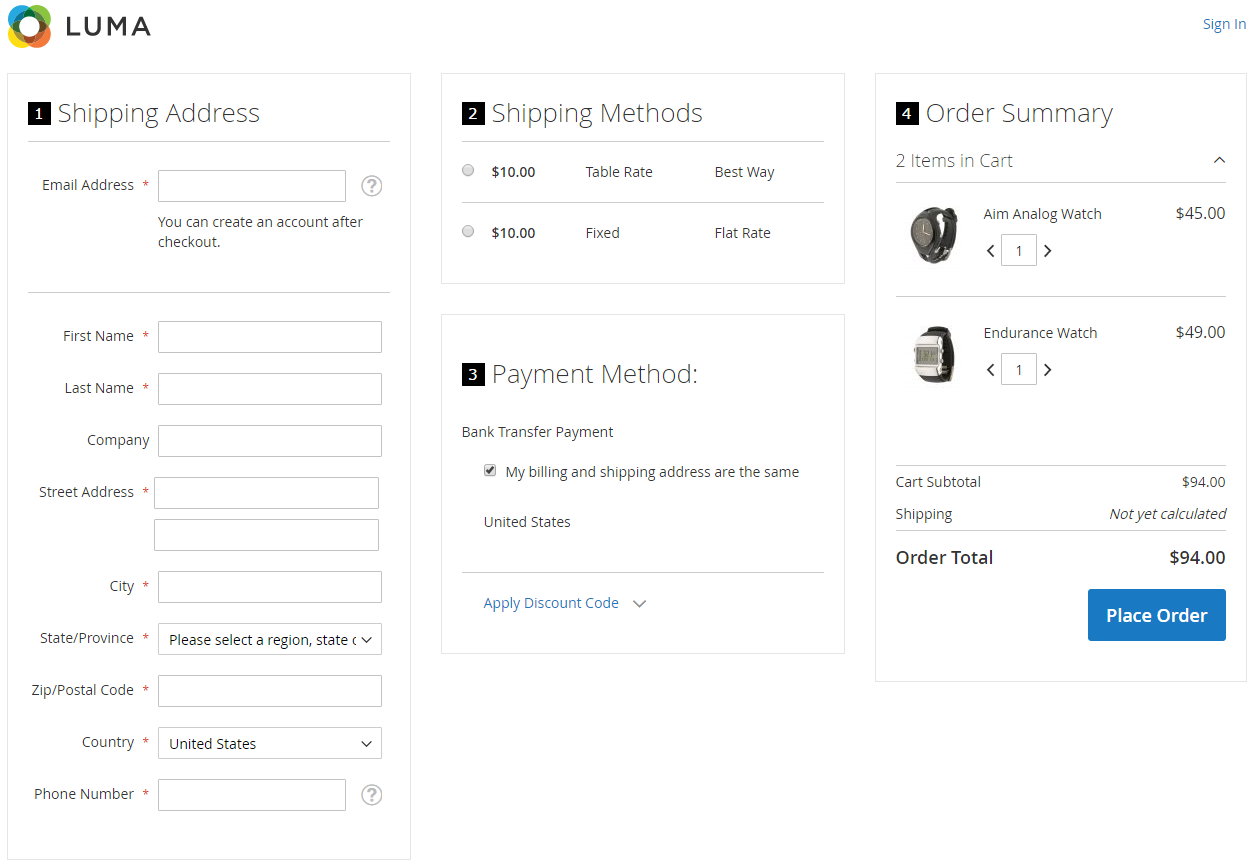 LUMA
Sign In
1 Shipping Address
Email Address *
?
You can create an account after
checkout.
First Name *
Last Name *
Company
Street Address *
City *
State/Province * Please select a region, state o
Zip/Postal Code *
Country * United States
Phone Number *
?
2 Shipping Methods
$10.00 Table Rate Best Way
$10.00 Fixed Flat Rate
3 Payment Method:
Bank Transfer Payment
My billing and shipping address are the same
United States
Apply Discount Code
4 Order Summary
2 Items in Cart
Aim Analog Watch $45.00
1
Endurance Watch $49.00
1
Cart Subtotal $94.00
Shipping Not yet calculated
Order Total $94.00
Place Order